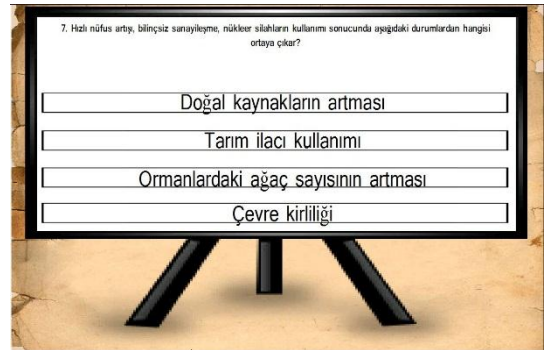 7. Hızlı nüfus artışı, bilinçsiz sanayileşme, nükleer silahların kullanımı sonucunda aşağıdaki durumlardan hangisi
ortaya çıkar?
Doğal kaynakların artması
Tarım ilacı kullanımı
Ormanlardaki ağaç sayısının artması
Çevre kirliliği